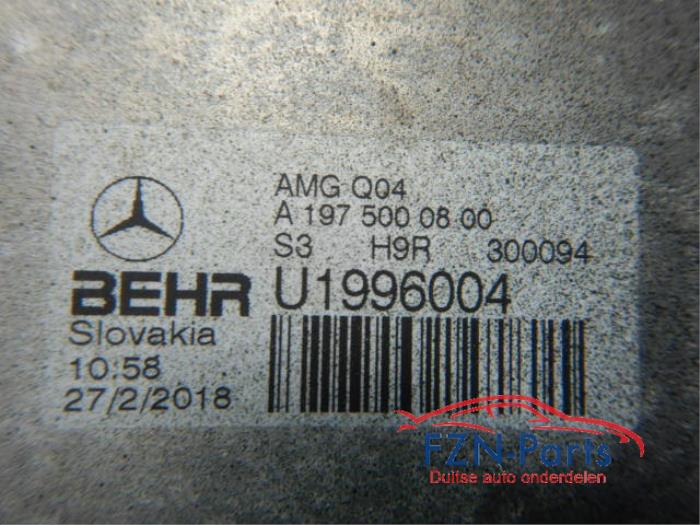 AMG Q04
A 197 500 08 00
S3 H9R 300094
BEHR U1996004
Slovakia
10:58
27/2/2018
FZN-Parts
Duitse auto onderdelen